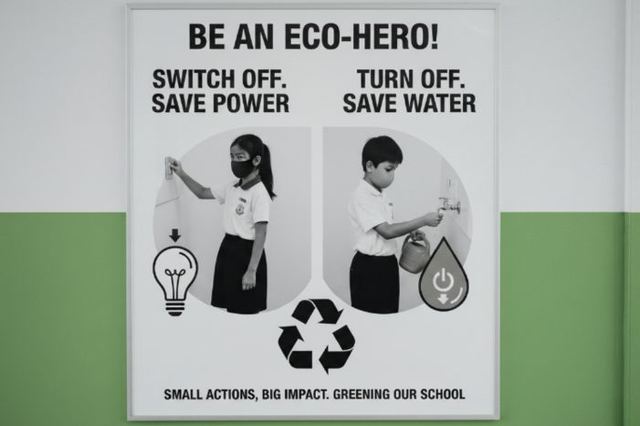 BE AN ECO-HERO!
SWITCH OFF.
SAVE POWER
TURN OFF.
SAVE WATER
SMALL ACTIONS, BIG IMPACT. GREENING OUR SCHOOL